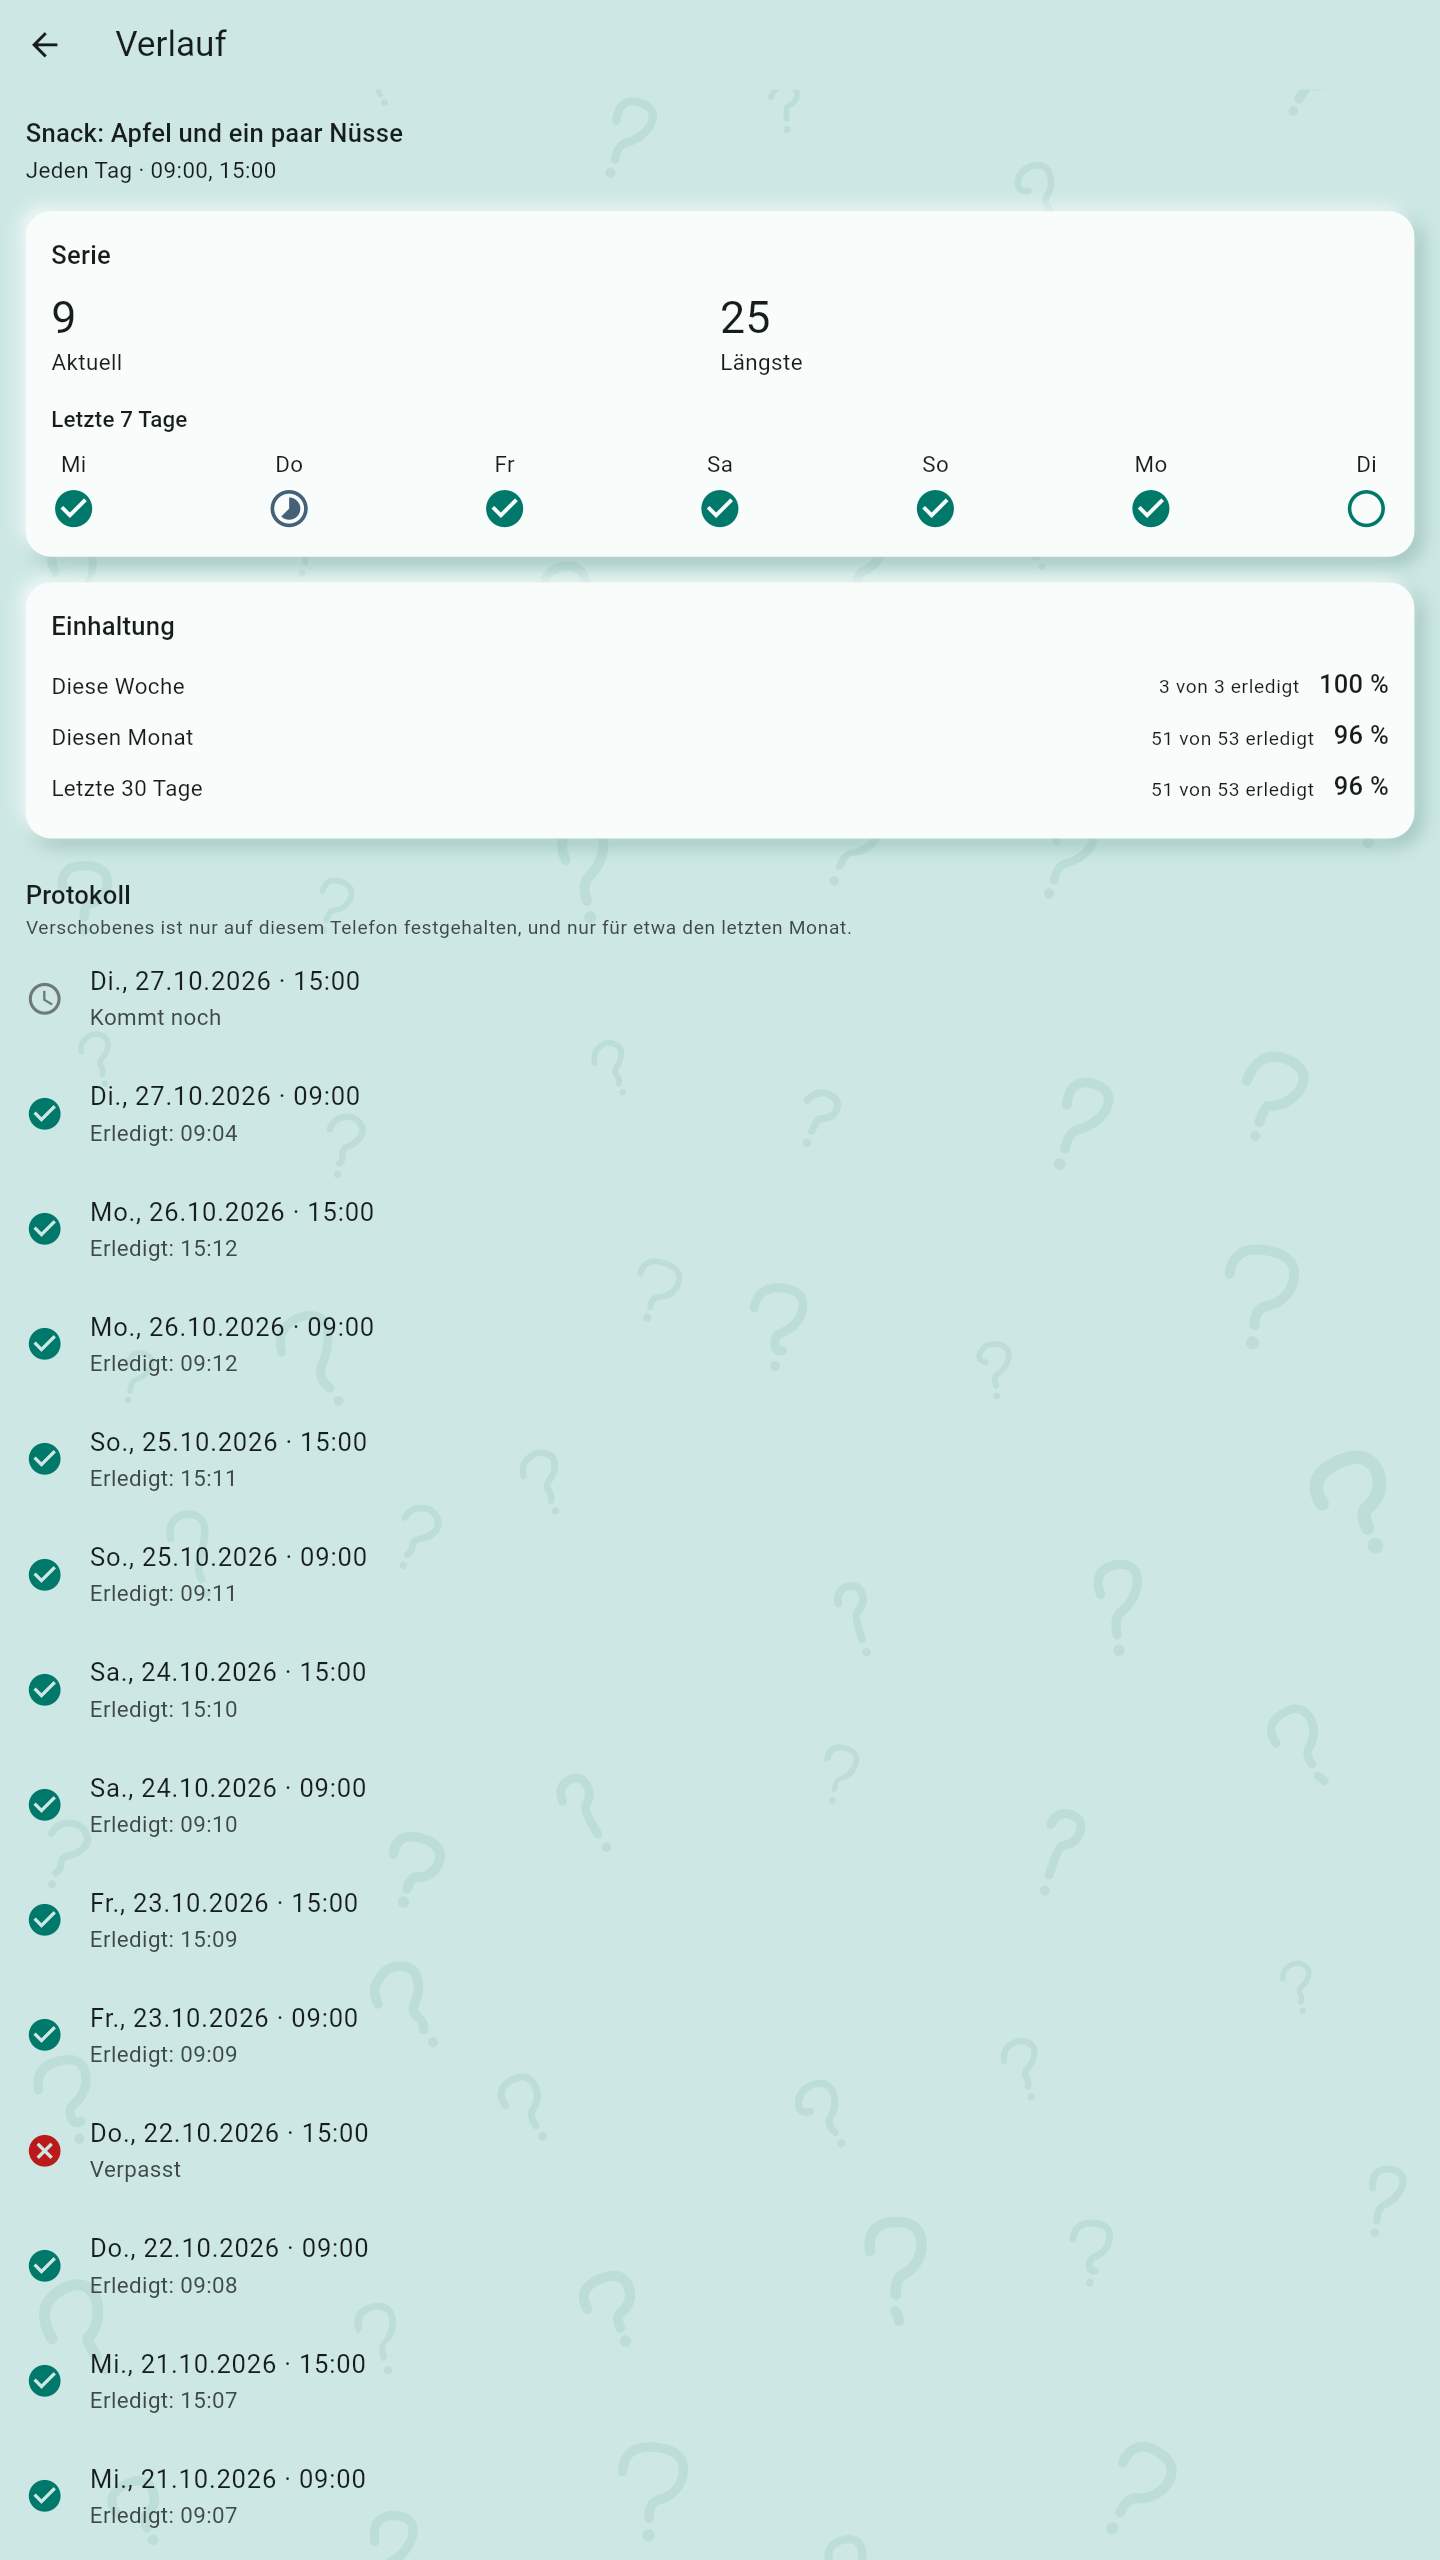 Verlauf
Snack: Apfel und ein paar Nüsse
Jeden Tag · 09:00, 15:00
Serie
9 25
Aktuell Längste
Letzte 7 Tage
Mi Do Fr Sa So Mo Di
Einhaltung
Diese Woche 3 von 3 erledigt 100 %
Diesen Monat 51 von 53 erledigt 96 %
Letzte 30 Tage 51 von 53 erledigt 96 %
Protokoll
Verschobenes ist nur auf diesem Telefon festgehalten, und nur für etwa den letzten Monat.
Di., 27.10.2026 · 15:00
Kommt noch
Di., 27.10.2026 · 09:00
Erledigt: 09:04
Mo., 26.10.2026 · 15:00
Erledigt: 15:12
Mo., 26.10.2026 · 09:00
Erledigt: 09:12
So., 25.10.2026 · 15:00
Erledigt: 15:11
So., 25.10.2026 · 09:00
Erledigt: 09:11
Sa., 24.10.2026 · 15:00
Erledigt: 15:10
Sa., 24.10.2026 · 09:00
Erledigt: 09:10
Fr., 23.10.2026 · 15:00
Erledigt: 15:09
Fr., 23.10.2026 · 09:00
Erledigt: 09:09
Do., 22.10.2026 · 15:00
Verpasst
Do., 22.10.2026 · 09:00
Erledigt: 09:08
Mi., 21.10.2026 · 15:00
Erledigt: 15:07
Mi., 21.10.2026 · 09:00
Erledigt: 09:07